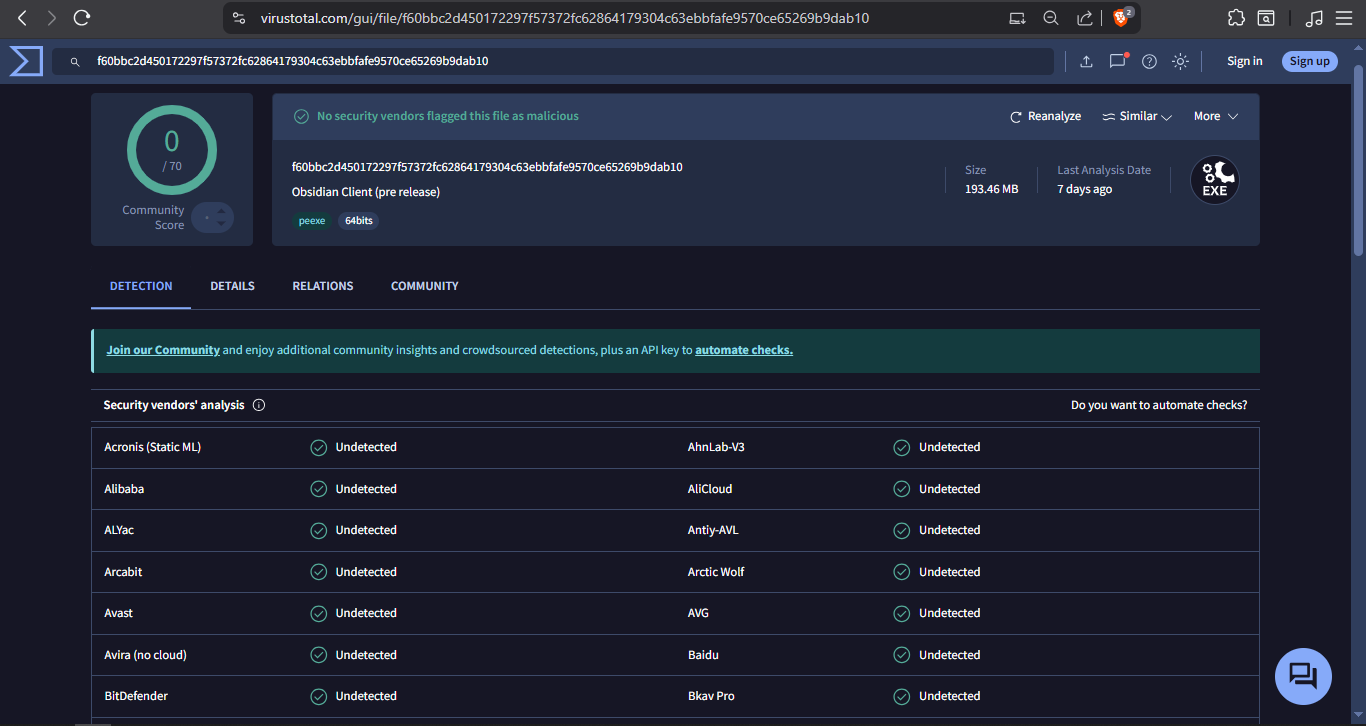 virustotal.com/gui/file/f60bbc2d450172297f57372fc62864179304c63ebbfafe9570ce65269b9dab10
2
f60bbc2d450172297f57372fc62864179304c63ebbfafe9570ce65269b9dab10
Sign in
Sign up
0
/ 70
Community
Score
No security vendors flagged this file as malicious
Reanalyze
Similar
More
f60bbc2d450172297f57372fc62864179304c63ebbfafe9570ce65269b9dab10
Obsidian Client (pre release)
peexe
64bits
Size
193.46 MB
Last Analysis Date
7 days ago
EXE
DETECTION
DETAILS
RELATIONS
COMMUNITY
Join our Community and enjoy additional community insights and crowdsourced detections, plus an API key to automate checks.
Security vendors' analysis
Do you want to automate checks?
Acronis (Static ML) Undetected AhnLab-V3 Undetected
Alibaba Undetected AliCloud Undetected
ALYac Undetected Antiy-AVL Undetected
Arcabit Undetected Arctic Wolf Undetected
Avast Undetected AVG Undetected
Avira (no cloud) Undetected Baidu Undetected
BitDefender Undetected Bkav Pro Undetected